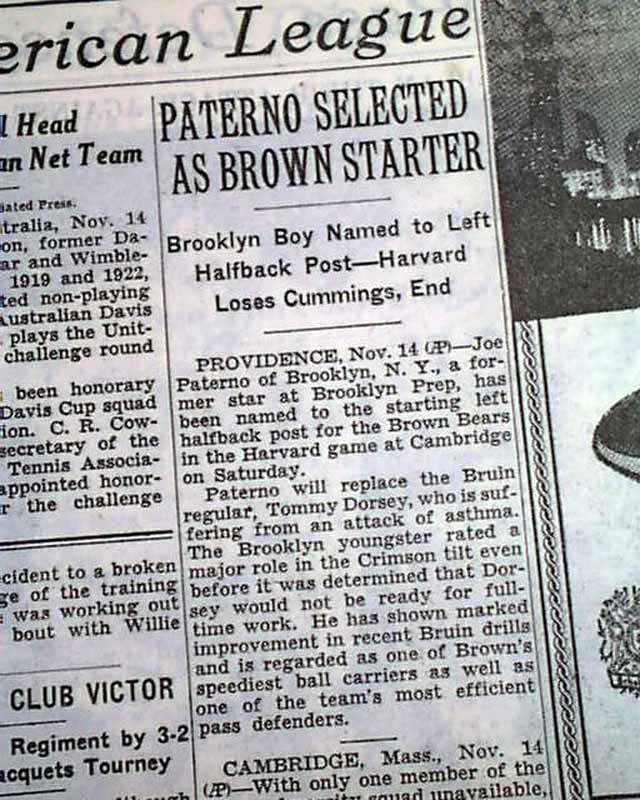 erican League
l Head
an Net Team
iated Press.
tralia, Nov. 14
on, former Da-
ar and Wimble-
1919 and 1922,
ted non-playing
Australian Davis
plays the Unit-
challenge round
been honorary
Davis Cup squad
ion. C. R. Cow-
secretary of the
Tennis Associa-
appointed honor-
r the challenge
cident to a broken
ge of the training
was working out
bout with Willie
CLUB VICTOR
Regiment by 3-2
acquets Tourney
PATERNO SELECTED
AS BROWN STARTER
Brooklyn Boy Named to Left
Halfback Post—Harvard
Loses Cummings, End
PROVIDENCE, Nov. 14 (AP)—Joe
Paterno of Brooklyn, N. Y., a for-
mer star at Brooklyn Prep, has
been named to the starting left
halfback post for the Brown Bears
in the Harvard game at Cambridge
on Saturday.
Paterno will replace the Bruin
regular, Tommy Dorsey, who is suf-
fering from an attack of asthma.
The Brooklyn youngster rated a
major role in the Crimson tilt even
before it was determined that Dor-
sey would not be ready for full-
time work. He has shown marked
improvement in recent Bruin drills
and is regarded as one of Brown's
speediest ball carriers as well as
one of the team's most efficient
pass defenders.
CAMBRIDGE, Mass., Nov. 14
(AP)—With only one member of the
squad unavailable,